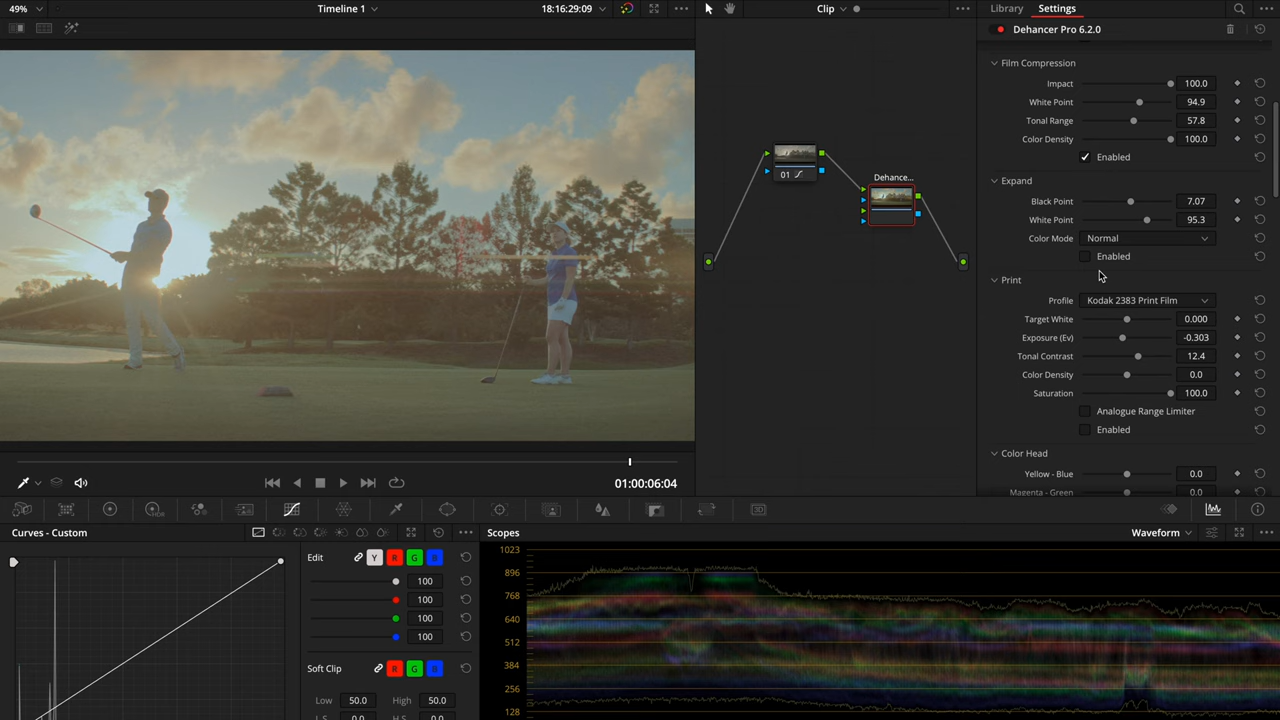 49%
Timeline 1
18:16:29:09
Clip
Library
Settings
Dehancer Pro 6.2.0
Film Compression
Impact 100.0
White Point 94.9
Tonal Range 57.8
Color Density 100.0
Enabled
Expand
Black Point 7.07
White Point 95.3
Color Mode Normal
Enabled
Print
Profile Kodak 2383 Print Film
Target White 0.000
Exposure (Ev) -0.303
Tonal Contrast 12.4
Color Density 0.0
Saturation 100.0
Analogue Range Limiter
Enabled
Color Head
Yellow - Blue 0.0
Magenta - Green 0.0
01
Dehance...
01:00:06:04
HDR
3D
Curves - Custom
Edit Y R G B
100
100
100
100
Soft Clip R G B
Low 50.0 High 50.0
L.S. 0.0 H.S. 0.0
Scopes
Waveform
1023
896
768
640
512
384
256
128